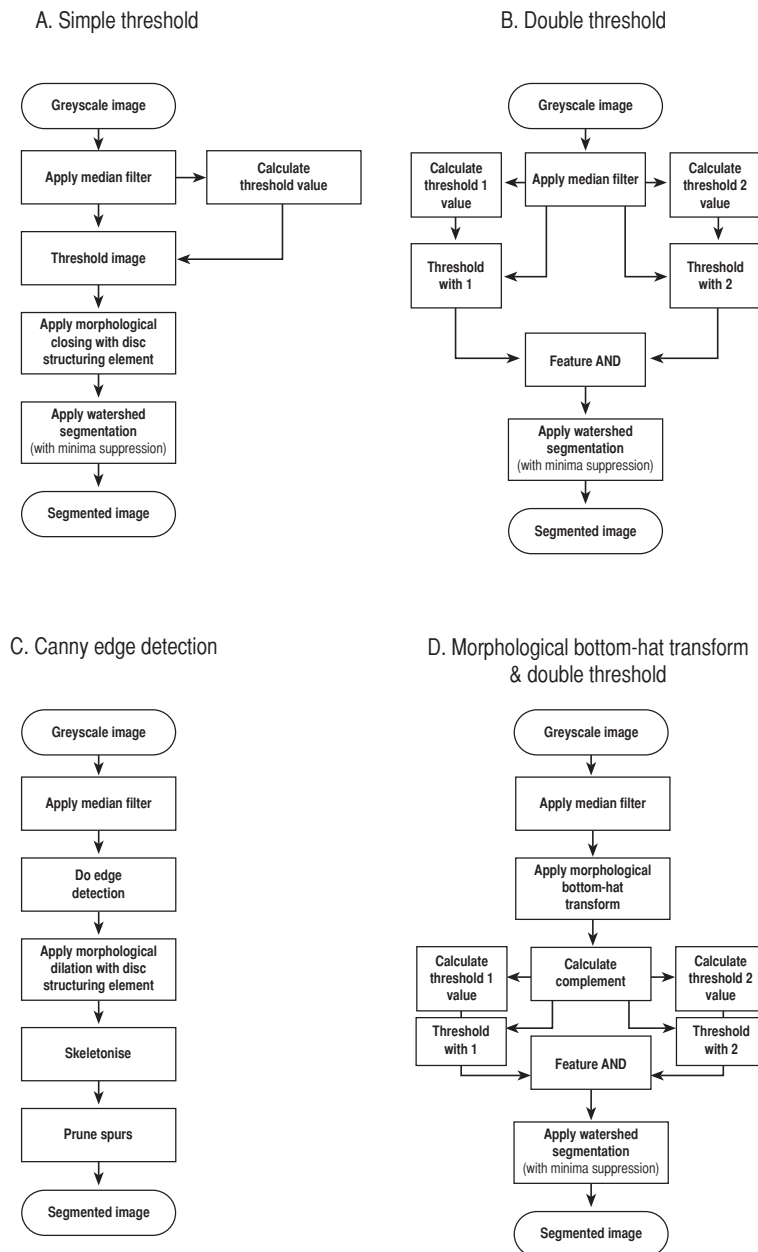 A. Simple threshold
Greyscale image
Apply median filter
Calculate
threshold value
Threshold image
Apply morphological
closing with disc
structuring element
Apply watershed
segmentation
(with minima suppression)
Segmented image
B. Double threshold
Greyscale image
Calculate
threshold 1
value
Apply median filter
Calculate
threshold 2
value
Threshold
with 1
Threshold
with 2
Feature AND
Apply watershed
segmentation
(with minima suppression)
Segmented image
C. Canny edge detection
Greyscale image
Apply median filter
Do edge
detection
Apply morphological
dilation with disc
structuring element
Skeletonise
Prune spurs
Segmented image
D. Morphological bottom-hat transform
& double threshold
Greyscale image
Apply median filter
Apply morphological
bottom-hat
transform
Calculate
threshold 1
value
Calculate
complement
Calculate
threshold 2
value
Threshold
with 1
Threshold
with 2
Feature AND
Apply watershed
segmentation
(with minima suppression)
Segmented image